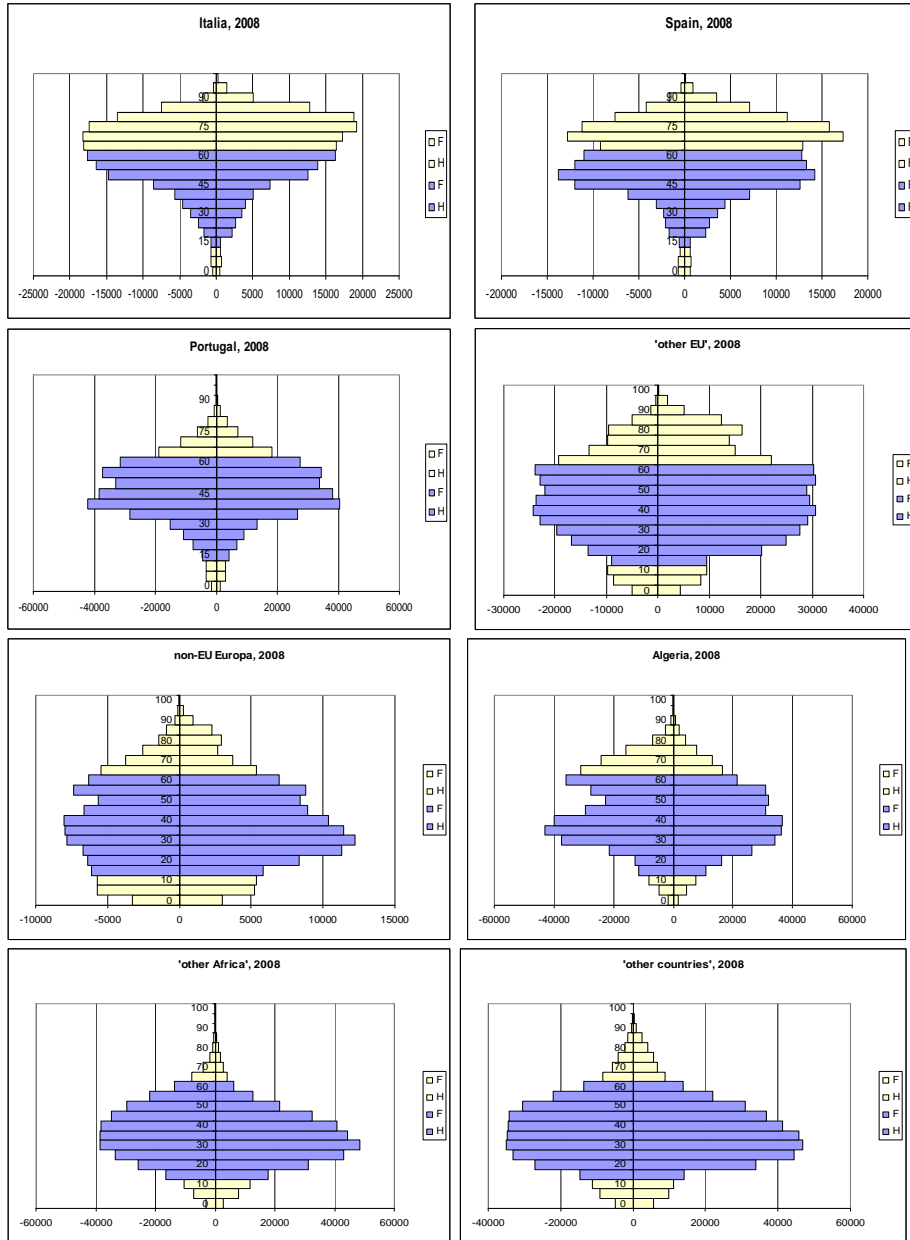 Italia, 2008
90
75
60
45
30
15
0
-25000 -20000 -15000 -10000 -5000 0 5000 10000 15000 20000 25000
F
H
F
H
Spain, 2008
90
75
60
45
30
15
0
-20000 -15000 -10000 -5000 0 5000 10000 15000 20000
H
H
Portugal, 2008
90
75
60
45
30
15
0
-60000 -40000 -20000 0 20000 40000 60000
F
H
F
H
'other EU', 2008
100
90
80
70
60
50
40
30
20
10
0
-30000 -20000 -10000 0 10000 20000 30000 40000
F
H
F
H
non-EU Europa, 2008
100
90
80
70
60
50
40
30
20
10
0
-10000 -5000 0 5000 10000 15000
F
H
F
H
Algeria, 2008
100
90
80
70
60
50
40
30
20
10
0
-60000 -40000 -20000 0 20000 40000 60000
F
H
F
H
'other Africa', 2008
100
90
80
70
60
50
40
30
20
10
0
-60000 -40000 -20000 0 20000 40000 60000
F
H
F
H
'other countries', 2008
100
90
80
70
60
50
40
30
20
10
0
-40000 -20000 0 20000 40000 60000
F
H
F
H